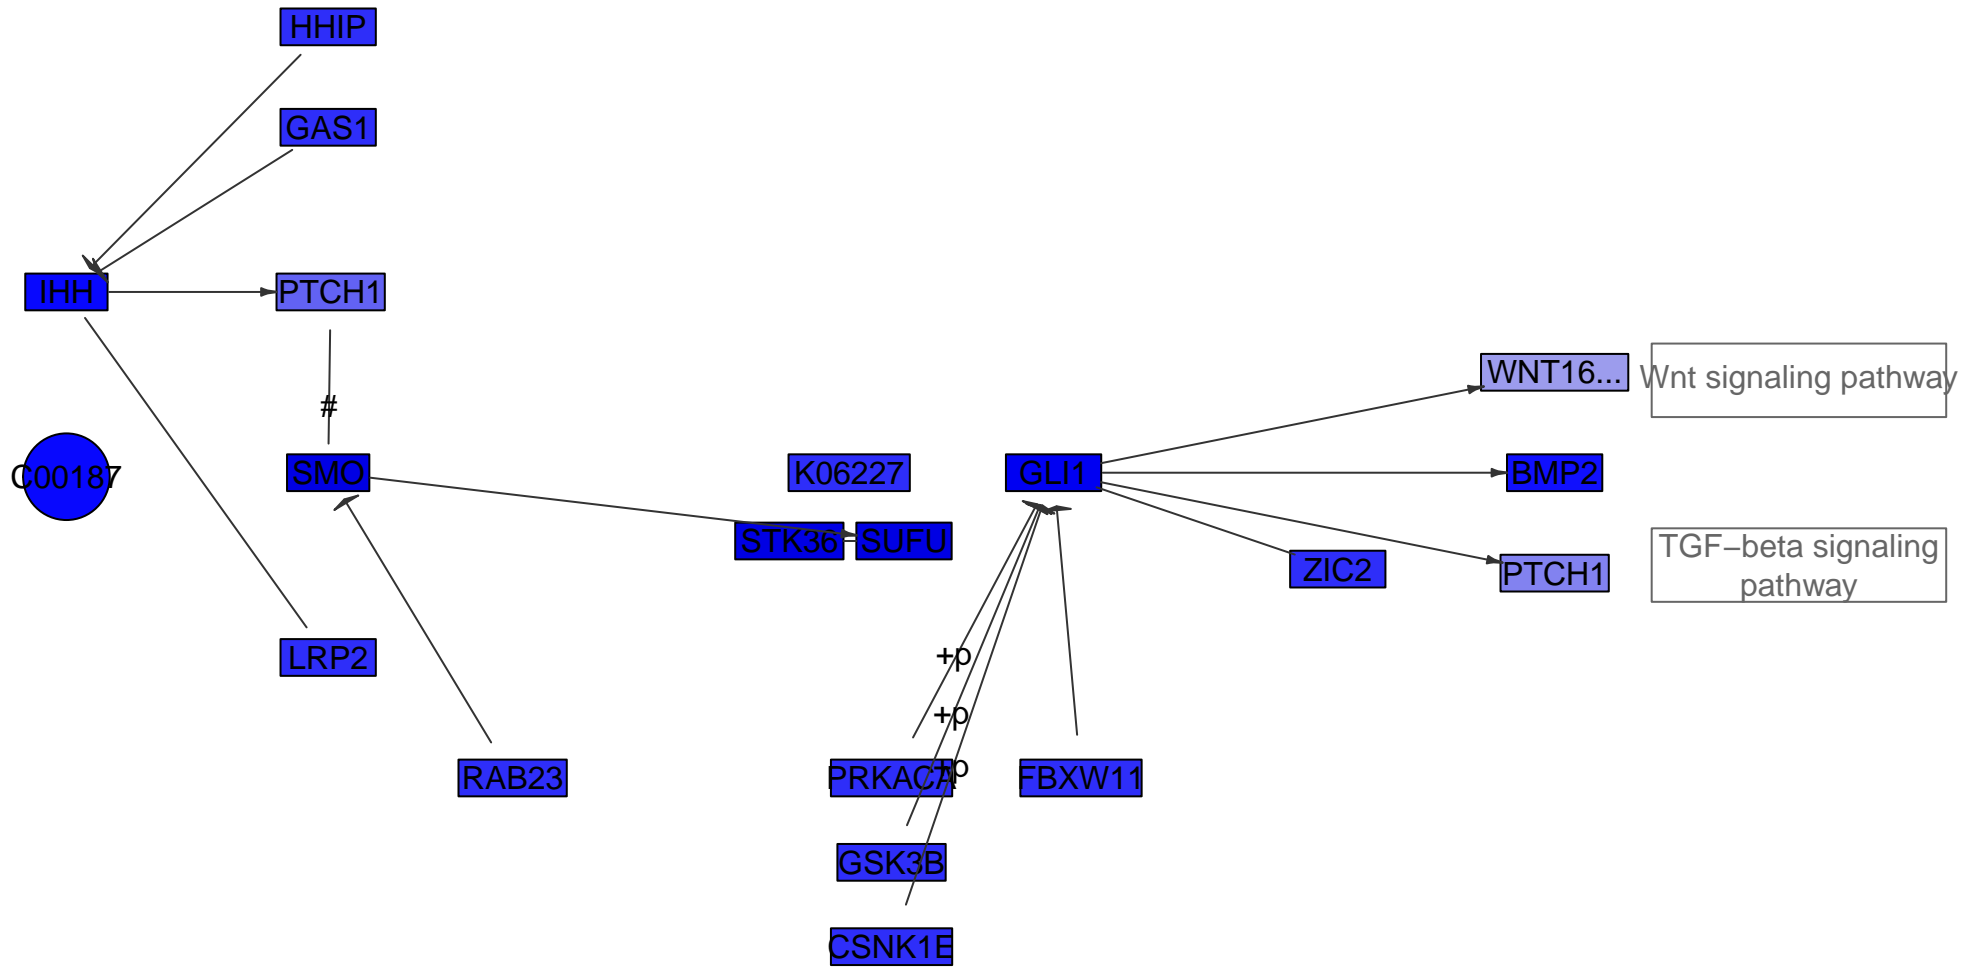 HHIP
GAS1
IHH
PTCH1
#
WNT16...
Wnt signaling pathway
C00187
SMO
K06227
GLI1
BMP2
STK36
SUFU
ZIC2
PTCH1
TGF−beta signaling
pathway
LRP2
+p
+p
+p
RAB23
PRKACA
FBXW11
GSK3B
CSNK1E